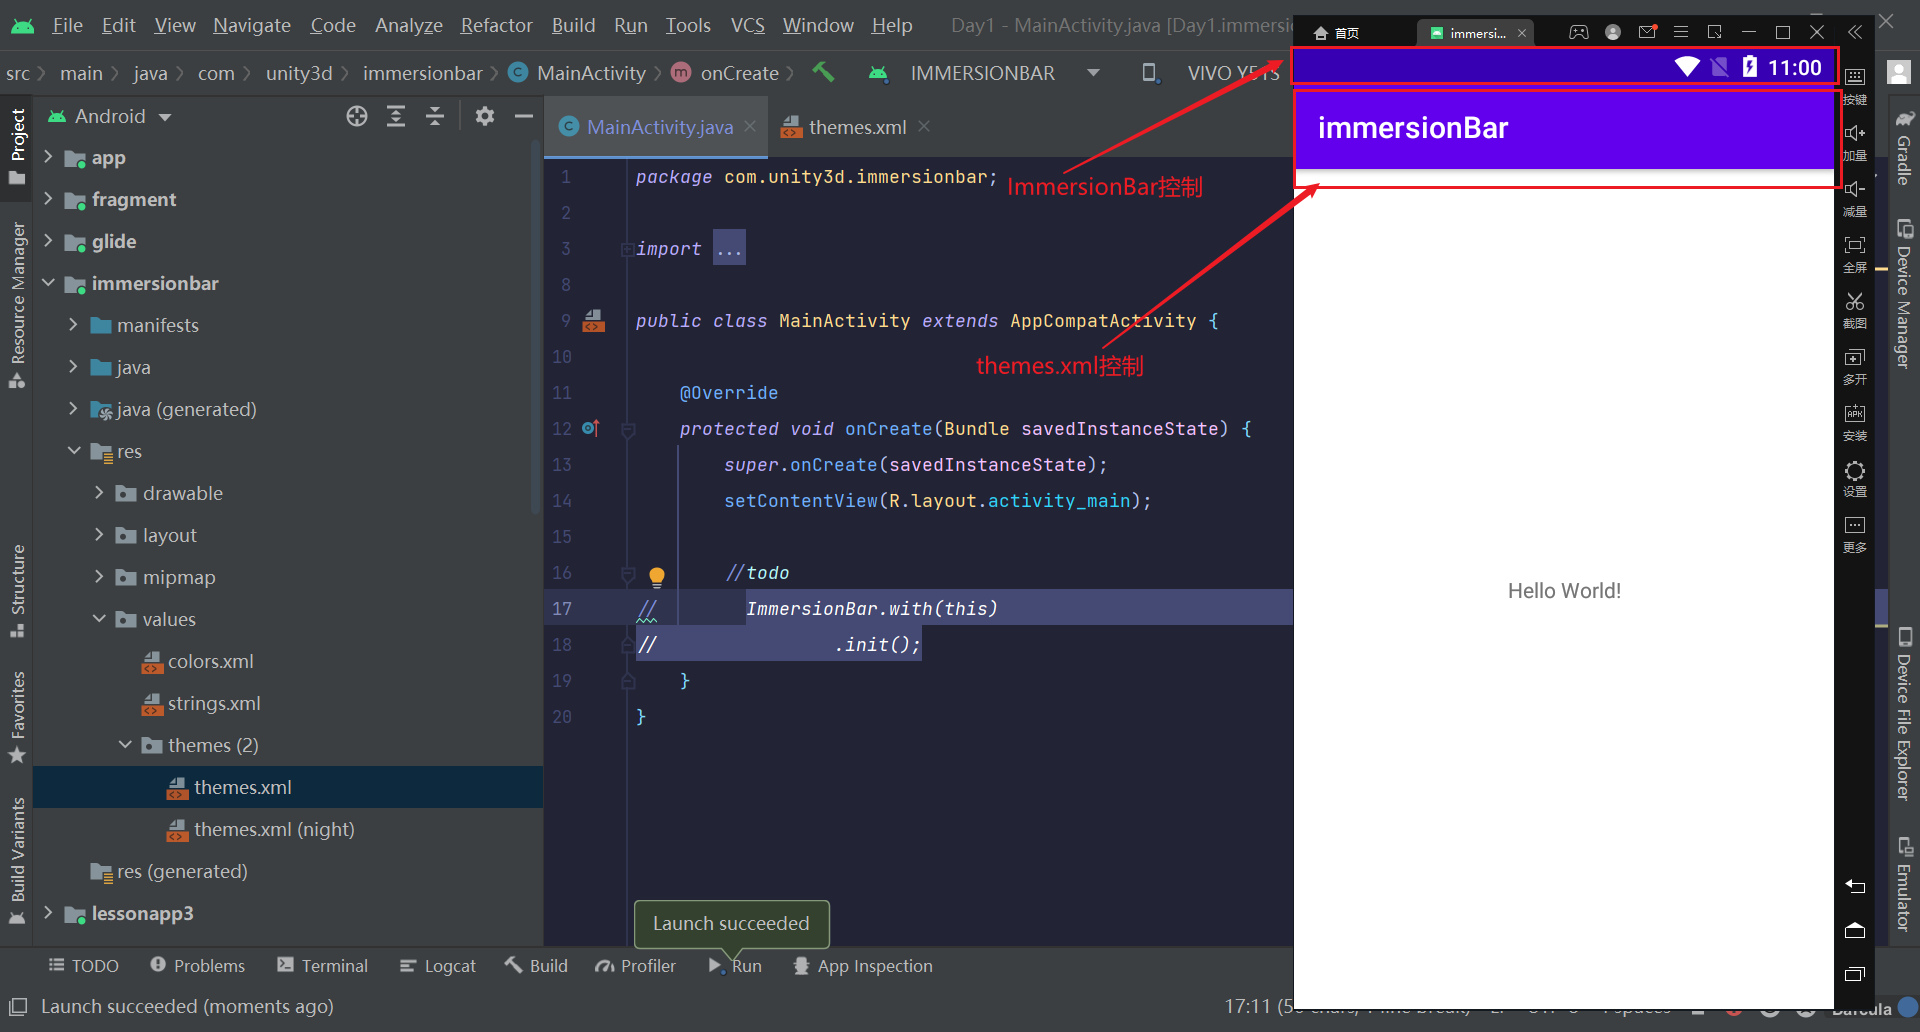 File Edit View Navigate Code Analyze Refactor Build Run Tools VCS Window Help Day1 - MainActivity.java [Day1.immersi
src main java com unity3d immersionbar MainActivity onCreate IMMERSIONBAR VIVO Y51S
Project
Resource Manager
Structure
Favorites
Build Variants
Android
app
fragment
glide
immersionbar
manifests
java
java (generated)
res
drawable
layout
mipmap
values
colors.xml
strings.xml
themes (2)
themes.xml
themes.xml (night)
res (generated)
lessonapp3
MainActivity.java themes.xml
1 package com.unity3d.immersionbar;
2
3 import ...
8
9 public class MainActivity extends AppCompatActivity {
10
11 @Override
12 protected void onCreate(Bundle savedInstanceState) {
13 super.onCreate(savedInstanceState);
14 setContentView(R.layout.activity_main);
15
16 //todo
17 // ImmersionBar.with(this)
18 // .init();
19 }
20 }
ImmersionBar控制
themes.xml控制
Launch succeeded
首页 immersi...
11:00
immersionBar
Hello World!
按键
加量
减量
全屏
截图
多开
APK
安装
设置
更多
Gradle
Device Manager
Device File Explorer
Emulator
TODO Problems Terminal Logcat Build Profiler Run App Inspection
Launch succeeded (moments ago)
17:11
Darcula